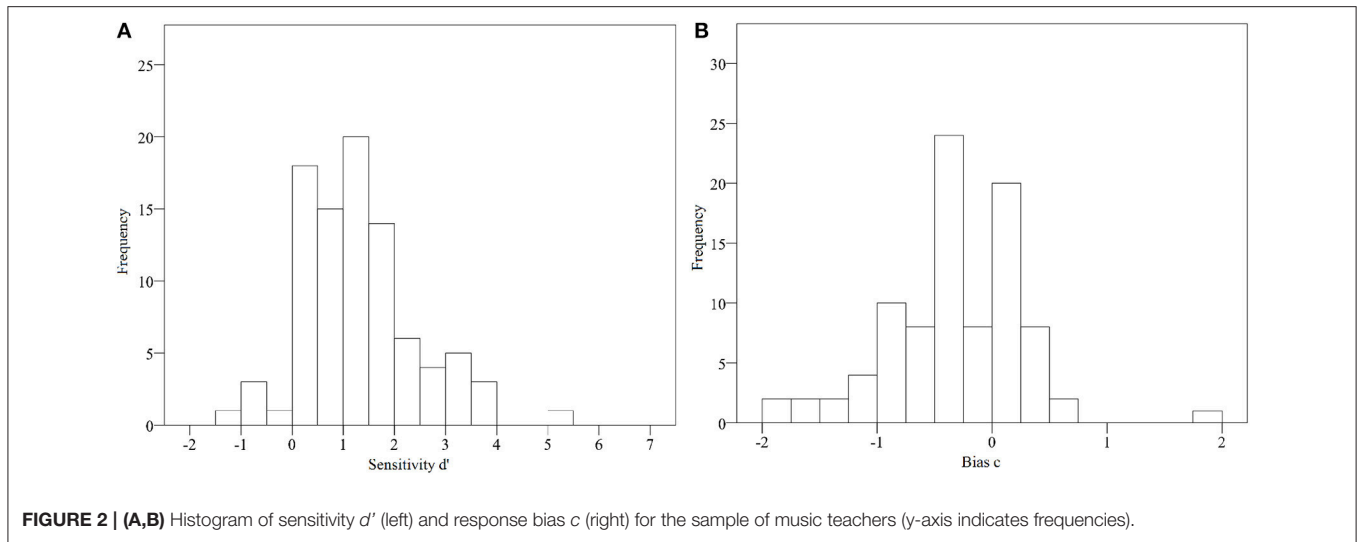 A
25
20
15
10
5
0
Frequency
-2 -1 0 1 2 3 4 5 6 7
Sensitivity d'
B
30
25
20
15
10
5
0
Frequency
-2 -1 0 1 2
Bias c
FIGURE 2 | (A,B) Histogram of sensitivity d’ (left) and response bias c (right) for the sample of music teachers (y-axis indicates frequencies).